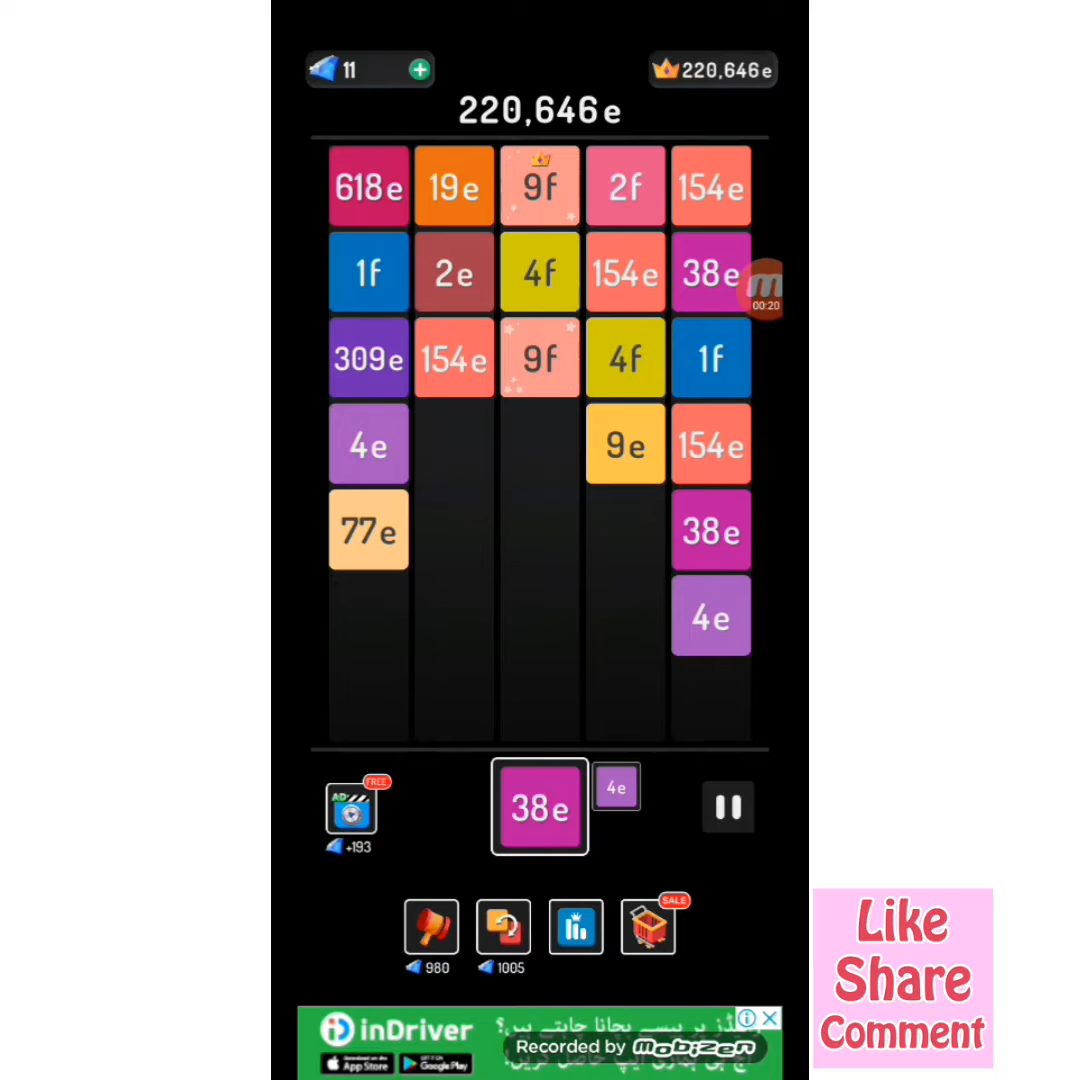 11
220,646e
220,646e
618e 19e 9f 2f 154e
1f 2e 4f 154e 38e
00:20
309e 154e 9f 4f 1f
4e 9e 154e
77e 38e
4e
38e 4e
FREE
AD
+193
SALE
980 1005
Like
Share
Comment
inDriver
Recorded by mobizen
Download on the App Store
GET IT ON Google Play